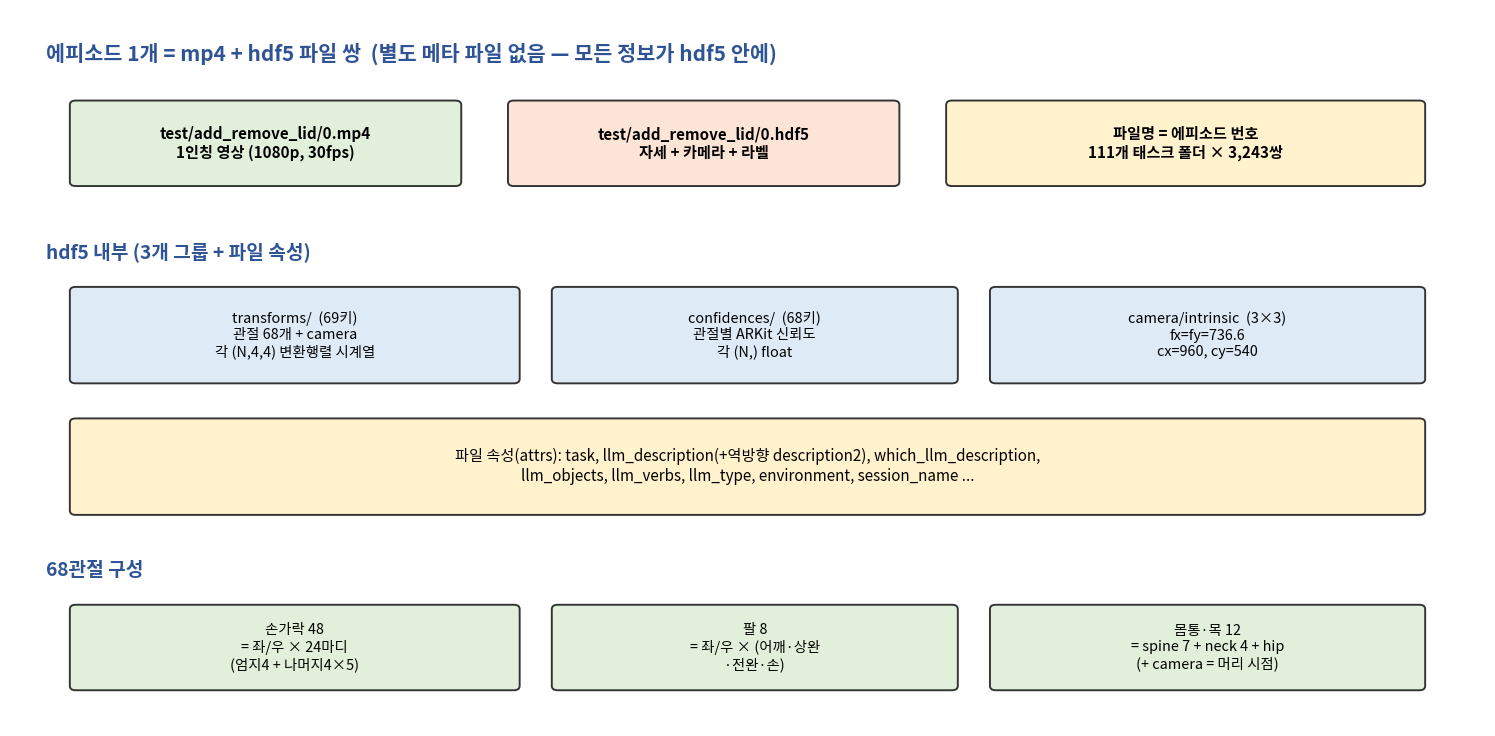 에피소드 1개 = mp4 + hdf5 파일 쌍 (별도 메타 파일 없음 — 모든 정보가 hdf5 안에)
test/add_remove_lid/0.mp4
1인칭 영상 (1080p, 30fps)
test/add_remove_lid/0.hdf5
자세 + 카메라 + 라벨
파일명 = 에피소드 번호
111개 태스크 폴더 × 3,243쌍
hdf5 내부 (3개 그룹 + 파일 속성)
transforms/ (69키)
관절 68개 + camera
각 (N,4,4) 변환행렬 시계열
confidences/ (68키)
관절별 ARKit 신뢰도
각 (N,) float
camera/intrinsic (3×3)
fx=fy=736.6
cx=960, cy=540
파일 속성(attrs): task, llm_description(+역방향 description2), which_llm_description,
llm_objects, llm_verbs, llm_type, environment, session_name ...
68관절 구성
손가락 48
= 좌/우 × 24마디
(엄지4 + 나머지4×5)
팔 8
= 좌/우 × (어깨·상완
·전완·손)
몸통·목 12
= spine 7 + neck 4 + hip
(+ camera = 머리 시점)